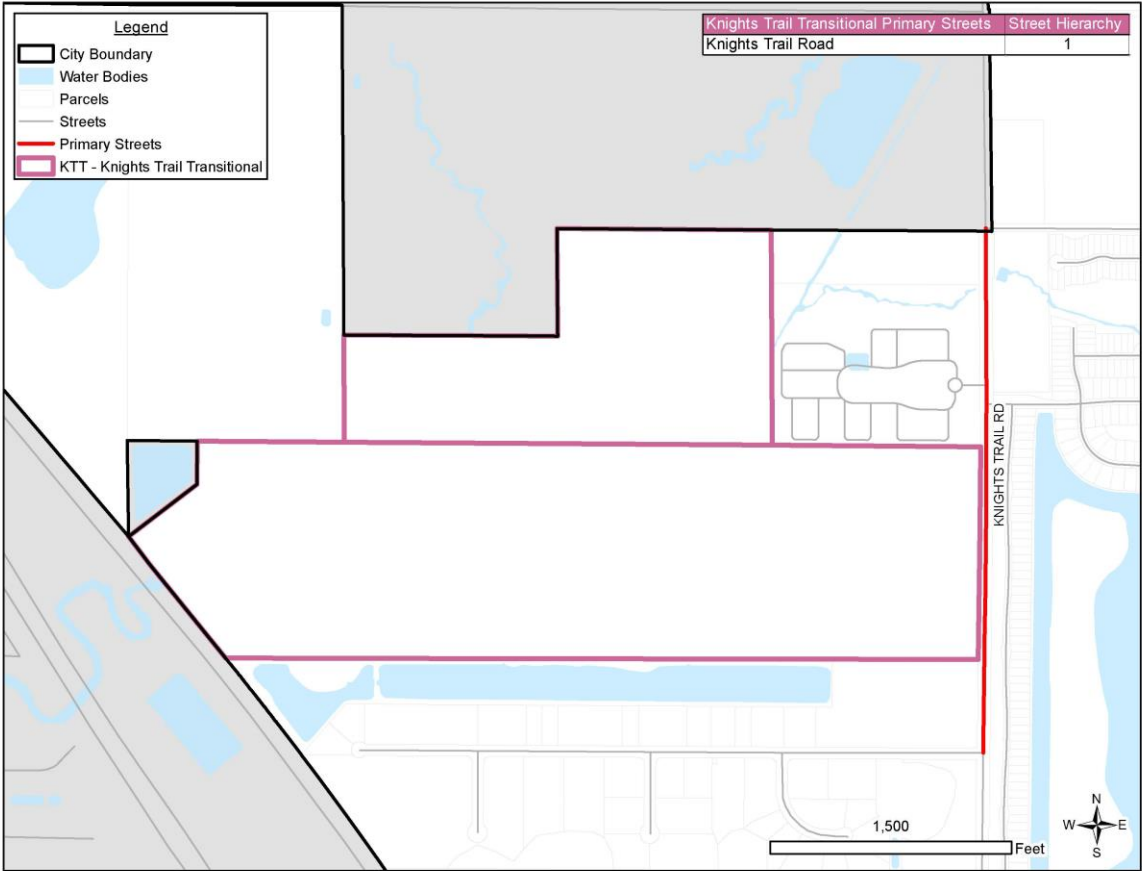 Legend
City Boundary
Water Bodies
Parcels
Streets
Primary Streets
KTT - Knights Trail Transitional
Knights Trail Transitional Primary Streets Street Hierarchy
Knights Trail Road 1
KNIGHTS TRAIL RD
1,500
Feet
N
W E
S